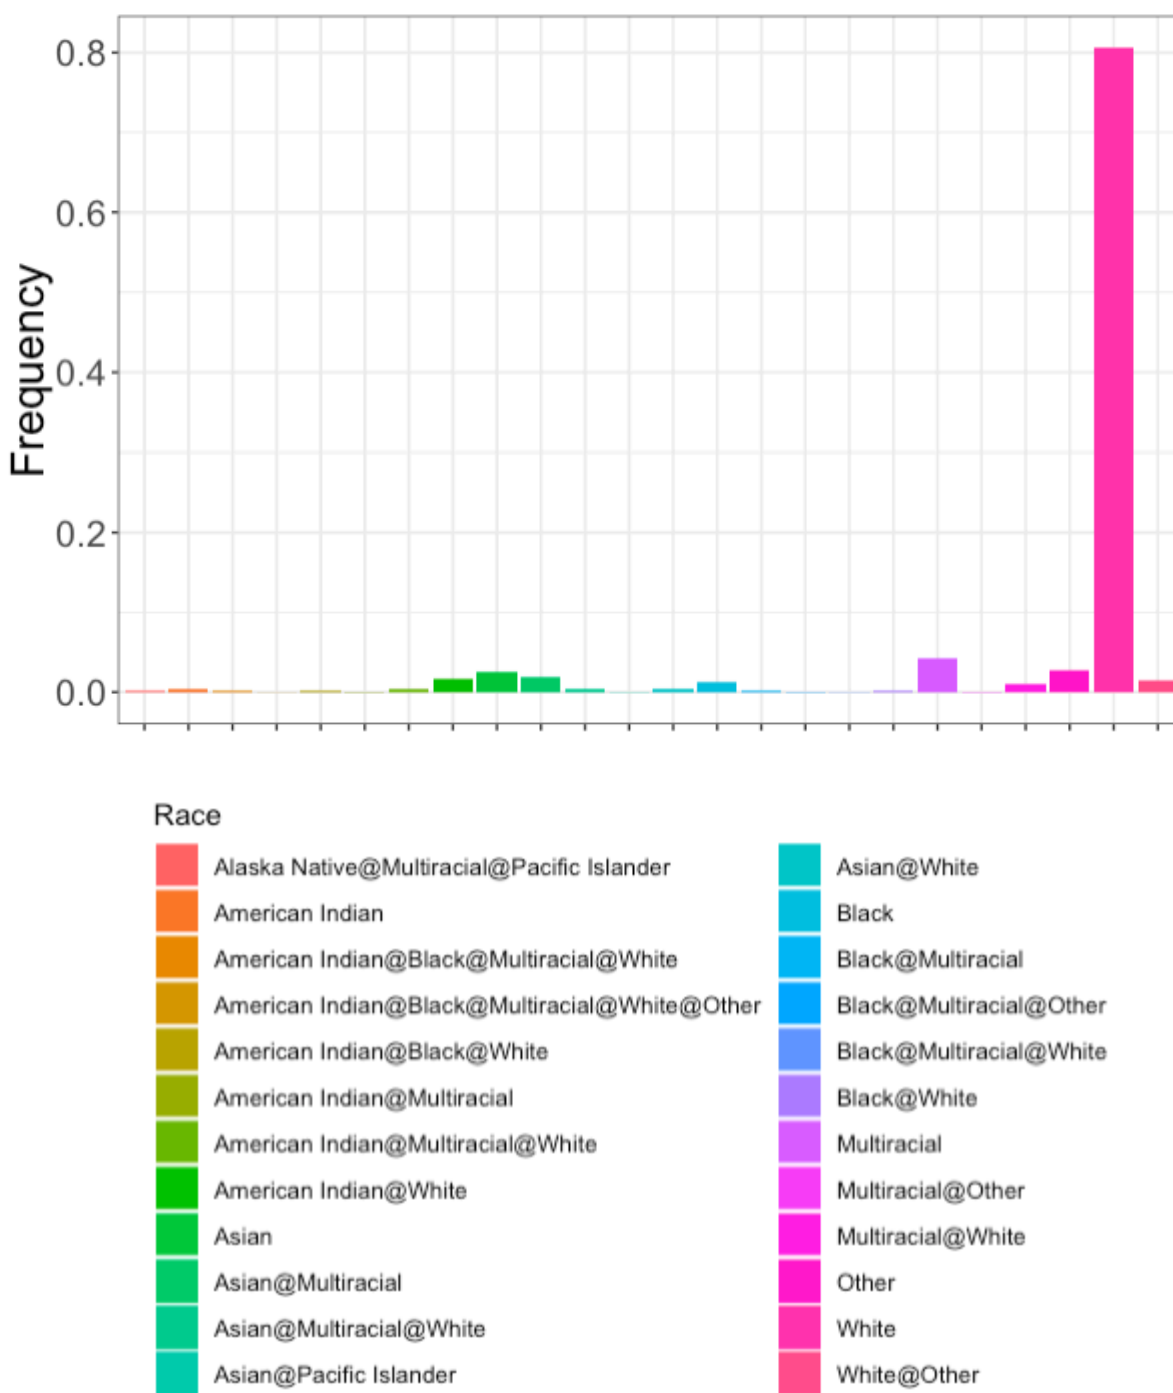 0.8
0.6
0.4
0.2
0.0
Frequency
Race
Alaska Native@Multiracial@Pacific Islander
American Indian
American Indian@Black@Multiracial@White
American Indian@Black@Multiracial@White@Other
American Indian@Black@White
American Indian@Multiracial
American Indian@Multiracial@White
American Indian@White
Asian
Asian@Multiracial
Asian@Multiracial@White
Asian@Pacific Islander
Asian@White
Black
Black@Multiracial
Black@Multiracial@Other
Black@Multiracial@White
Black@White
Multiracial
Multiracial@Other
Multiracial@White
Other
White
White@Other